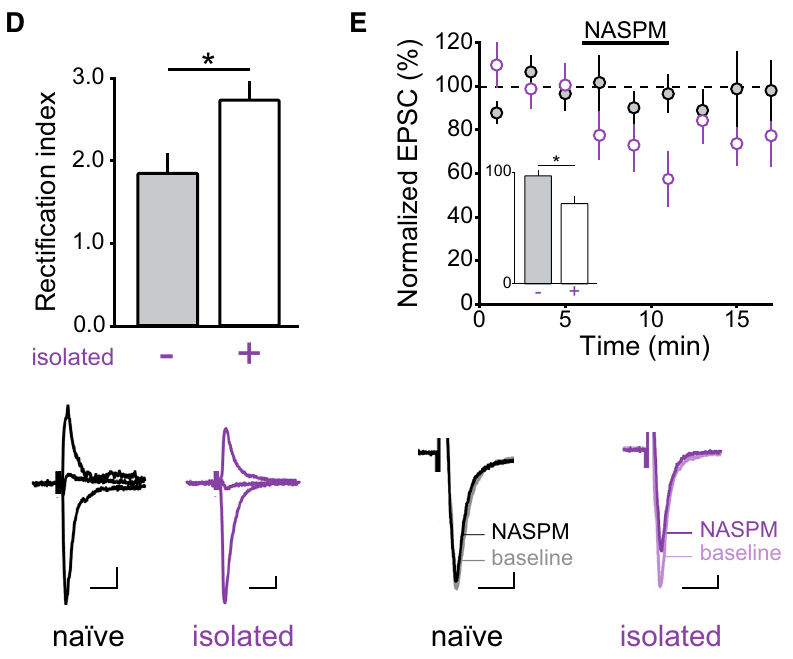 D
Rectification index
3.0
2.0
1.0
0.0
*
isolated - +
naïve
isolated
E
NASPM
Normalized EPSC (%)
120
100
80
60
40
20
0
0 5 10 15
Time (min)
100
0
*
- +
NASPM
baseline
naïve
NASPM
baseline
isolated